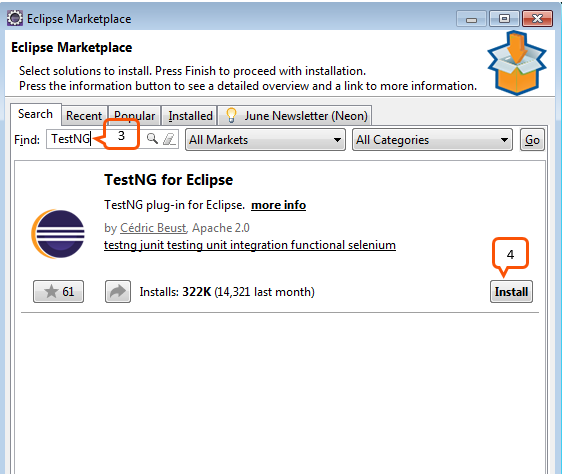 Eclipse Marketplace
Eclipse Marketplace
Select solutions to install. Press Finish to proceed with installation.
Press the information button to see a detailed overview and a link to more information.
Search Recent Popular Installed June Newsletter (Neon)
Find: TestNG 3 All Markets All Categories Go
TestNG for Eclipse
TestNG plug-in for Eclipse. more info
by Cédric Beust, Apache 2.0
testng junit testing unit integration functional selenium
4
61 Installs: 322K (14,321 last month) Install